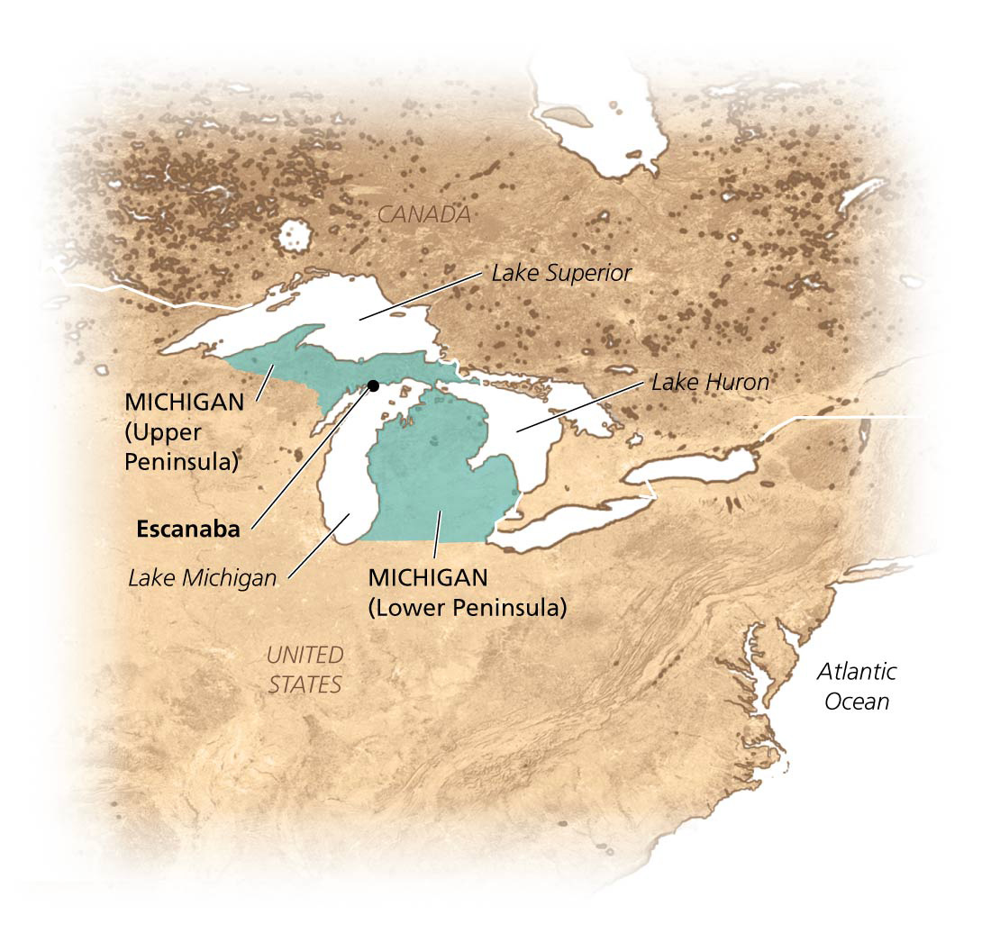 CANADA
Lake Superior
Lake Huron
MICHIGAN
(Upper
Peninsula)
Escanaba
Lake Michigan
MICHIGAN
(Lower Peninsula)
UNITED
STATES
Atlantic
Ocean